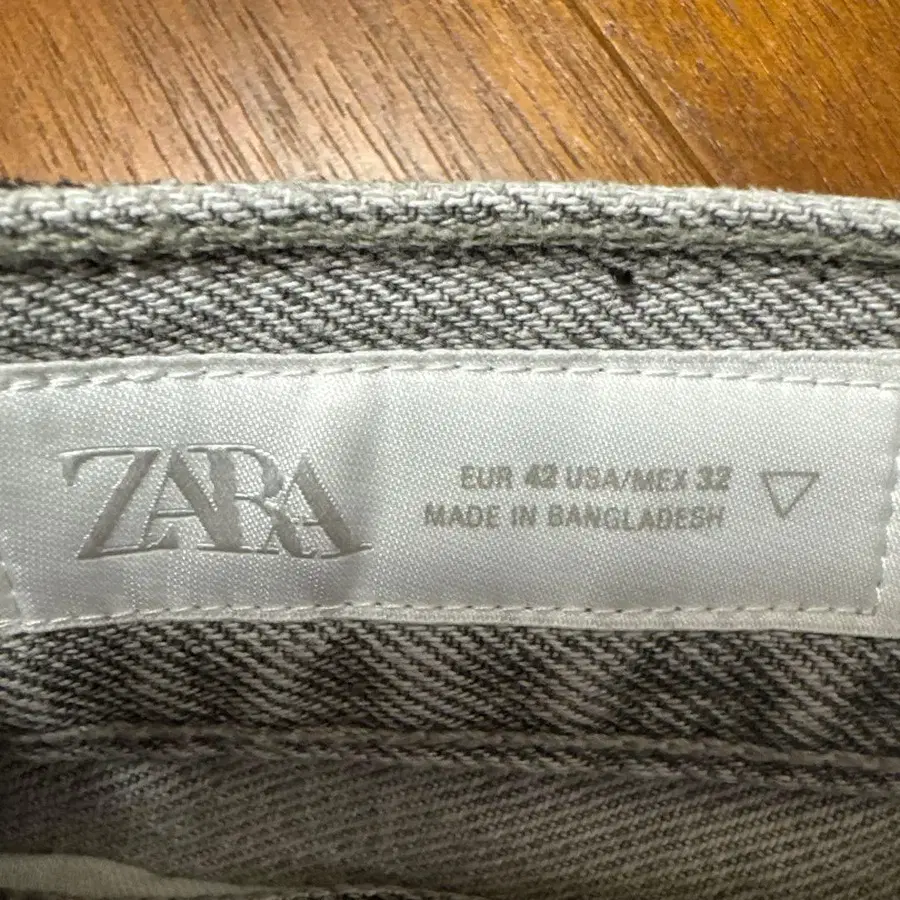 ZARA
EUR 42 USA/MEX 32
MADE IN BANGLADESH